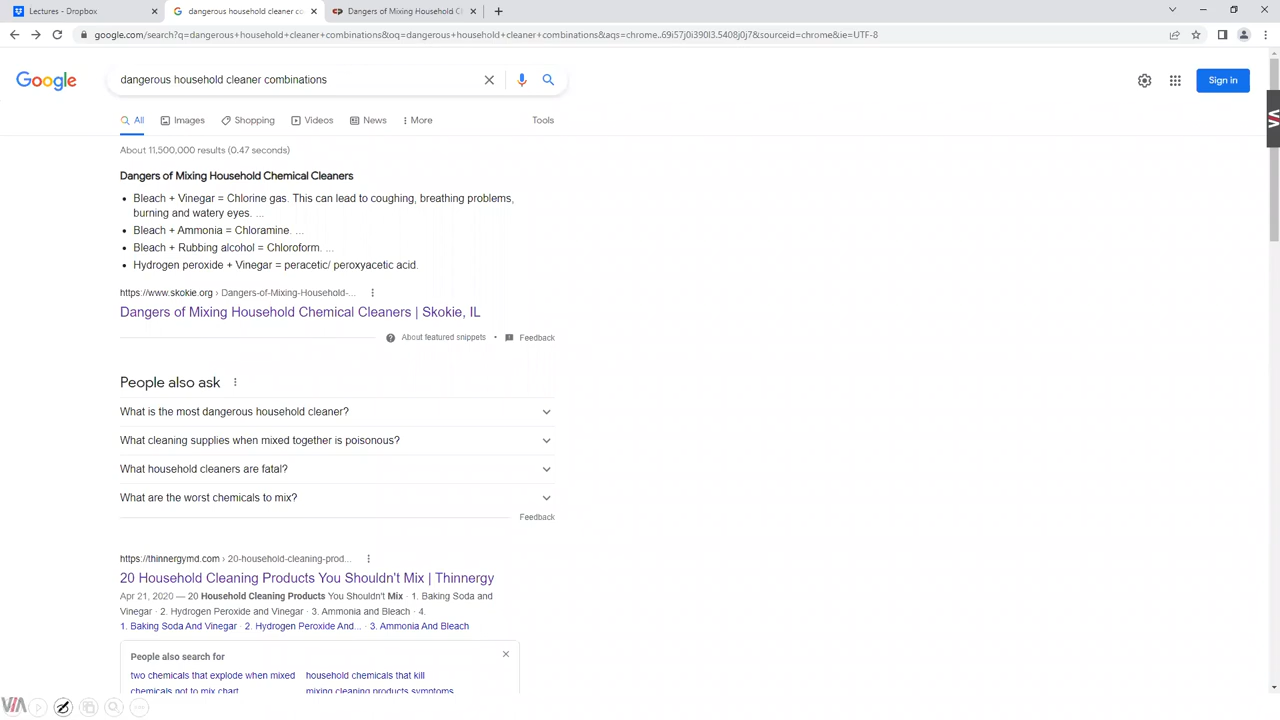 Lectures - Dropbox
dangerous household cleaner co
Dangers of Mixing Household C
google.com/search?q=dangerous+household+cleaner+combinations&oq=dangerous+household+cleaner+combinations&aqs=chrome..69i57j0i390l3.5408j0j7&sourceid=chrome&ie=UTF-8
Google
dangerous household cleaner combinations
Sign in
All
Images
Shopping
Videos
News
More
Tools
About 11,500,000 results (0.47 seconds)
Dangers of Mixing Household Chemical Cleaners
• Bleach + Vinegar = Chlorine gas. This can lead to coughing, breathing problems,
burning and watery eyes. ...
• Bleach + Ammonia = Chloramine. ...
• Bleach + Rubbing alcohol = Chloroform. ...
• Hydrogen peroxide + Vinegar = peracetic/ peroxyacetic acid.
https://www.skokie.org › Dangers-of-Mixing-Household-...
Dangers of Mixing Household Chemical Cleaners | Skokie, IL
About featured snippets • Feedback
People also ask
What is the most dangerous household cleaner?
What cleaning supplies when mixed together is poisonous?
What household cleaners are fatal?
What are the worst chemicals to mix?
Feedback
https://thinnergymd.com › 20-household-cleaning-prod...
20 Household Cleaning Products You Shouldn't Mix | Thinnergy
Apr 21, 2020 — 20 Household Cleaning Products You Shouldn't Mix · 1. Baking Soda and
Vinegar · 2. Hydrogen Peroxide and Vinegar · 3. Ammonia and Bleach · 4.
1. Baking Soda And Vinegar · 2. Hydrogen Peroxide And... · 3. Ammonia And Bleach
People also search for
two chemicals that explode when mixed
household chemicals that kill
chemicals not to mix chart
mixing cleaning products symptoms
VIA